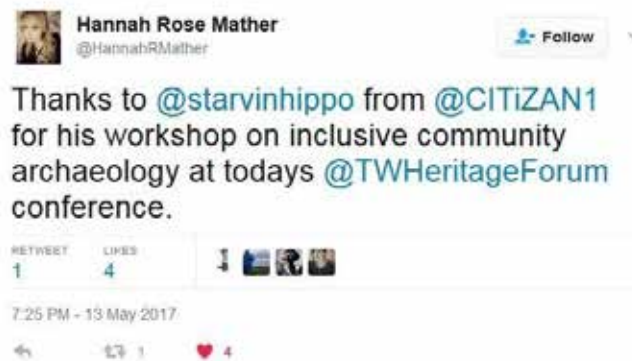 Hannah Rose Mather
@HannahRMather
Follow
Thanks to @starvinhippo from @CITiZAN1
for his workshop on inclusive community
archaeology at todays @TWHeritageForum
conference.
RETWEET LIKES
1 4
7:25 PM - 13 May 2017
1 4